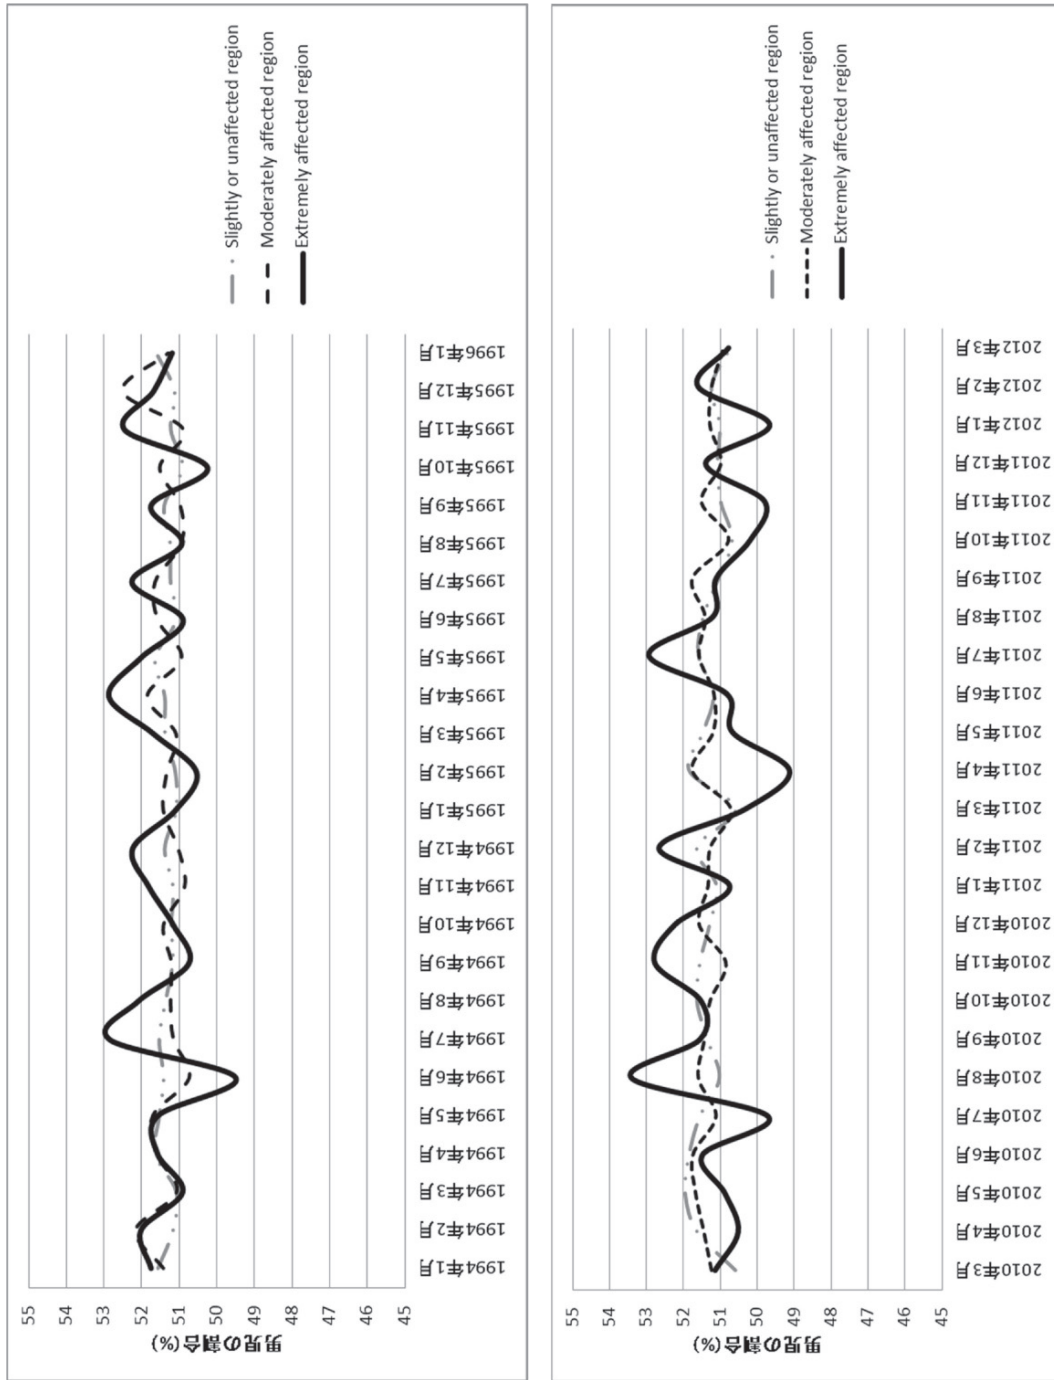 55
54
53
52
51
50
49
48
47
46
45
男児の割合(%)
1994年1月
1994年2月
1994年3月
1994年4月
1994年5月
1994年6月
1994年7月
1994年8月
1994年9月
1994年10月
1994年11月
1994年12月
1995年1月
1995年2月
1995年3月
1995年4月
1995年5月
1995年6月
1995年7月
1995年8月
1995年9月
1995年10月
1995年11月
1995年12月
1996年1月
Slightly or unaffected region
Moderately affected region
Extremely affected region
55
54
53
52
51
50
49
48
47
46
45
男児の割合(%)
2010年3月
2010年4月
2010年5月
2010年6月
2010年7月
2010年8月
2010年9月
2010年10月
2010年11月
2010年12月
2011年1月
2011年2月
2011年3月
2011年4月
2011年5月
2011年6月
2011年7月
2011年8月
2011年9月
2011年10月
2011年11月
2011年12月
2012年1月
2012年2月
2012年3月
Slightly or unaffected region
Moderately affected region
Extremely affected region